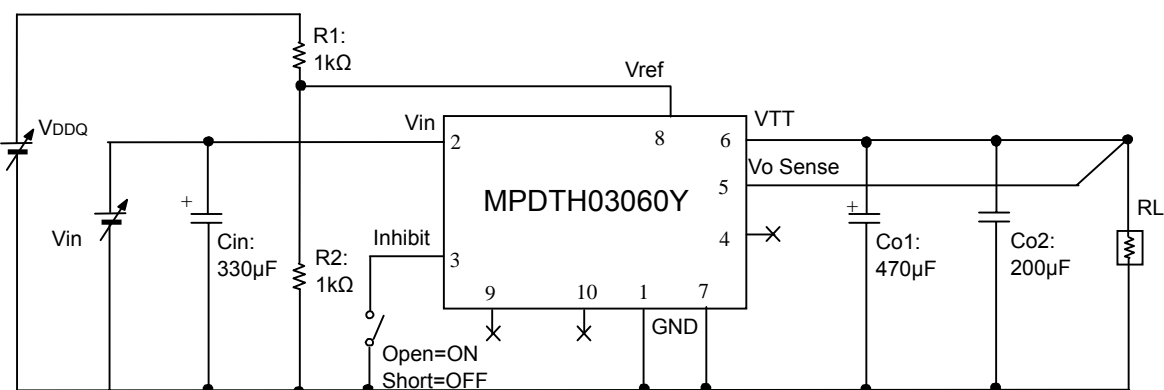 R1:
1kΩ
Vref
VDDQ
Vin
2
8
6
VTT
Vo Sense
5
MPDTH03060Y
RL
+
Vin
Cin:
330μF
Inhibit
3
R2:
1kΩ
4
+
Co1:
470μF
Co2:
200μF
9
10
1
7
GND
Open=ON
Short=OFF